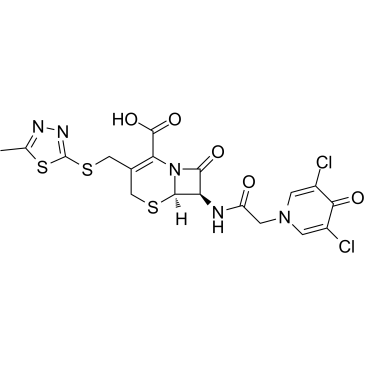 HO O
N N O Cl
N O
S S O
S H N N
H Cl